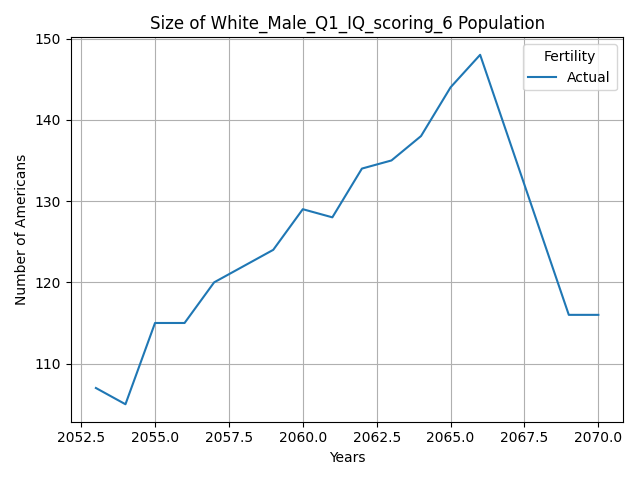 Size of White_Male_Q1_IQ_scoring_6 Population
Fertility
Actual
Number of Americans
150
140
130
120
110
2052.5 2055.0 2057.5 2060.0 2062.5 2065.0 2067.5 2070.0
Years